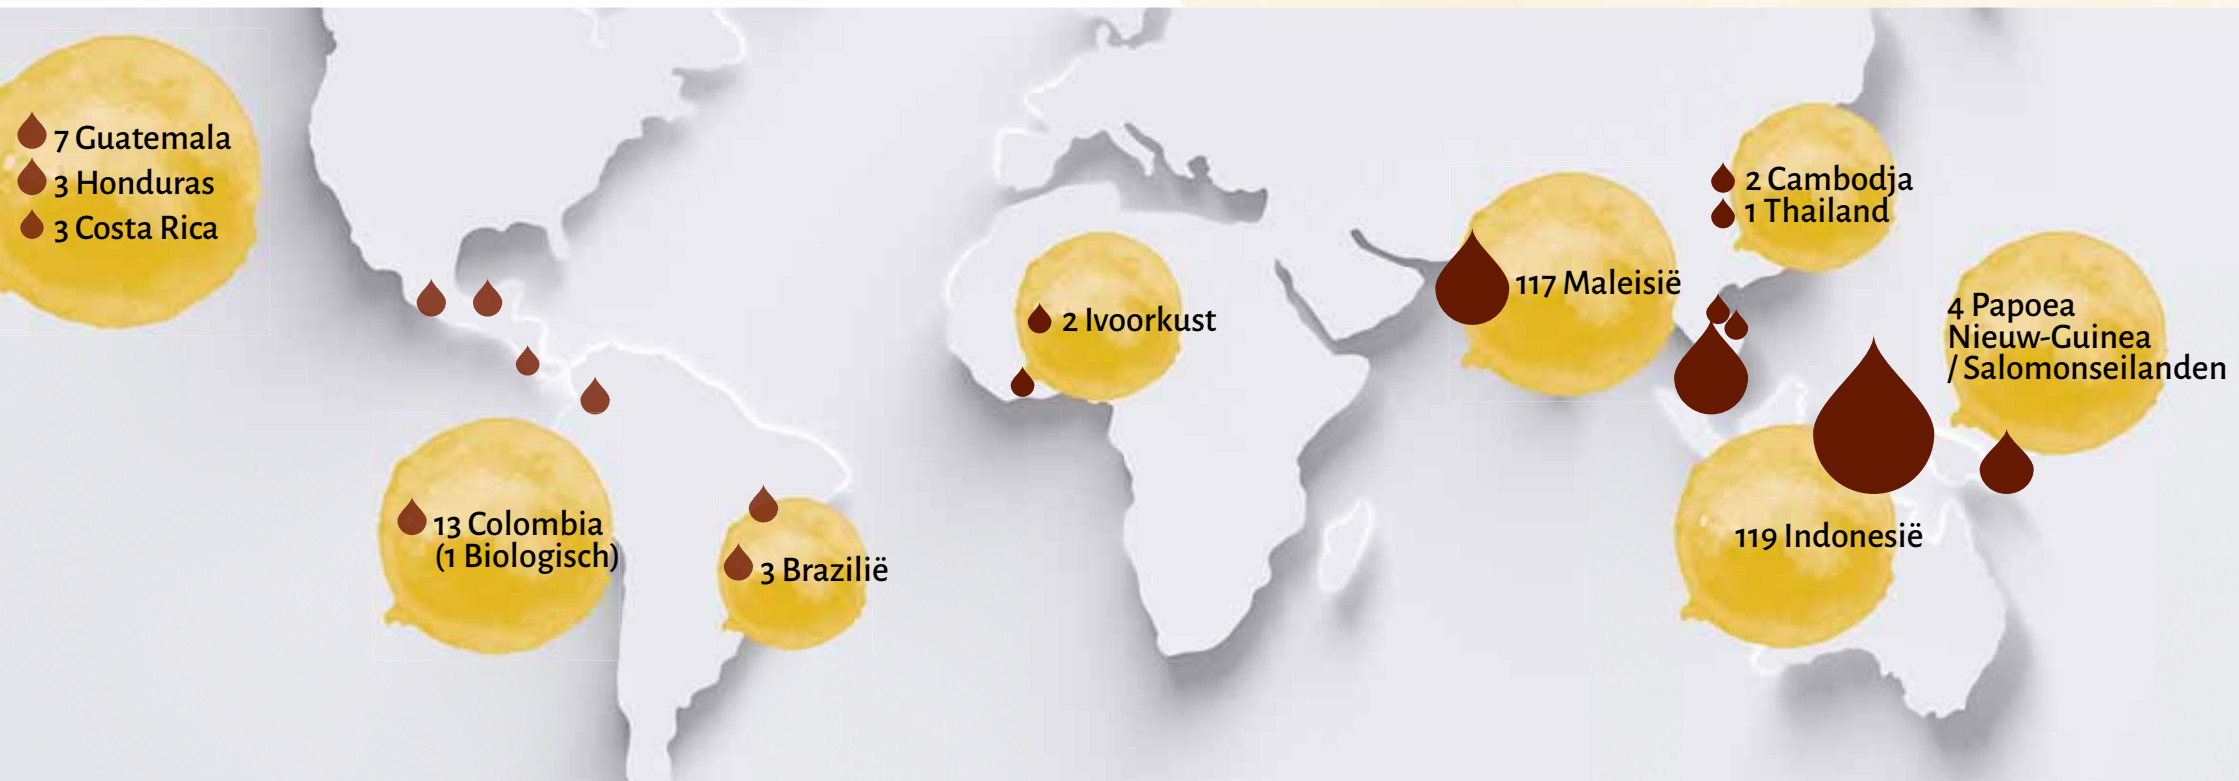 7 Guatemala
3 Honduras
3 Costa Rica
13 Colombia
(1 Biologisch)
3 Brazilië
2 Ivoorkust
117 Maleisië
2 Cambodja
1 Thailand
4 Papoea
Nieuw-Guinea
/ Salomonseilanden
119 Indonesië